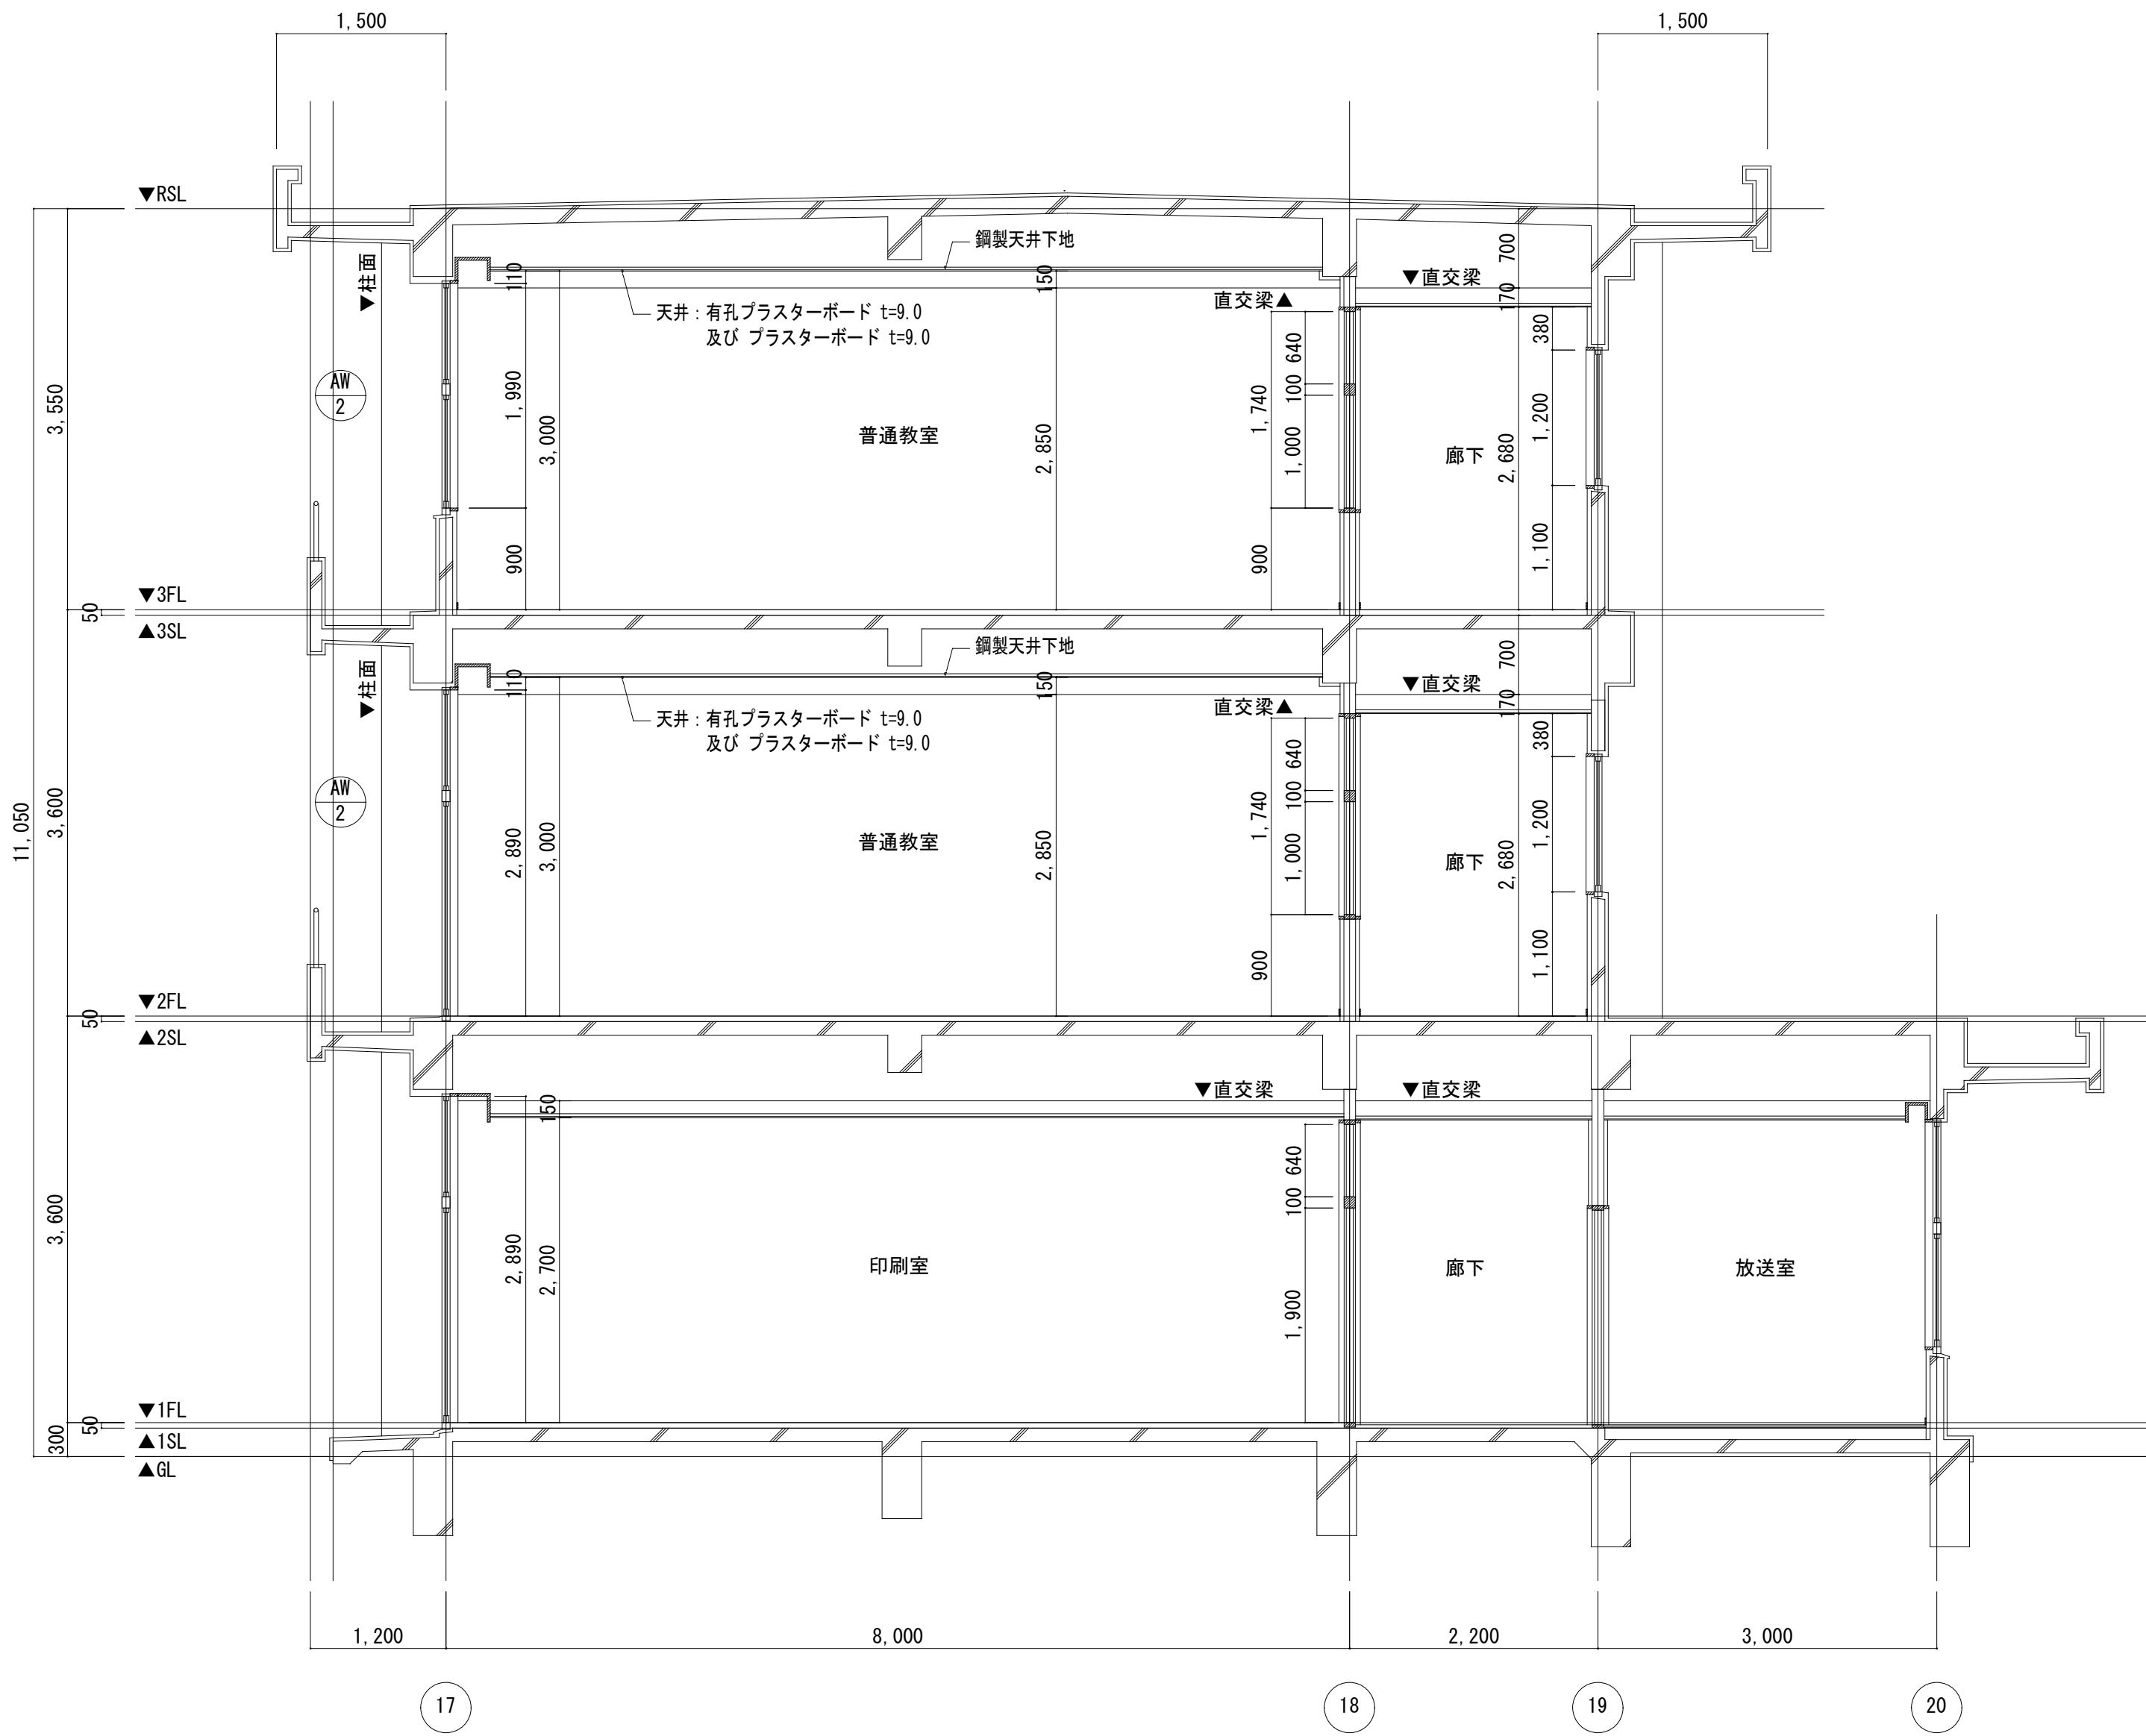 1,500
1,500
▼RSL
鋼製天井下地
▼柱面
110
150
700
170
▼直交梁
直交梁▲
天井：有孔プラスターボード t=9.0
及び プラスターボード t=9.0
380
640
AW
2
3,550
1,990
3,000
普通教室
2,850
1,740
100
1,000
廊下
2,680
1,200
900
900
1,100
▼3FL
50
▲3SL
鋼製天井下地
▼柱面
110
150
700
170
▼直交梁
直交梁▲
天井：有孔プラスターボード t=9.0
及び プラスターボード t=9.0
380
640
AW
2
11,050
3,600
2,890
3,000
普通教室
2,850
1,740
100
1,000
廊下
2,680
1,200
900
1,100
▼2FL
50
▲2SL
▼直交梁
▼直交梁
150
640
100
3,600
2,890
2,700
印刷室
1,900
廊下
放送室
▼1FL
50
▲1SL
300
▲GL
1,200
8,000
2,200
3,000
17
18
19
20